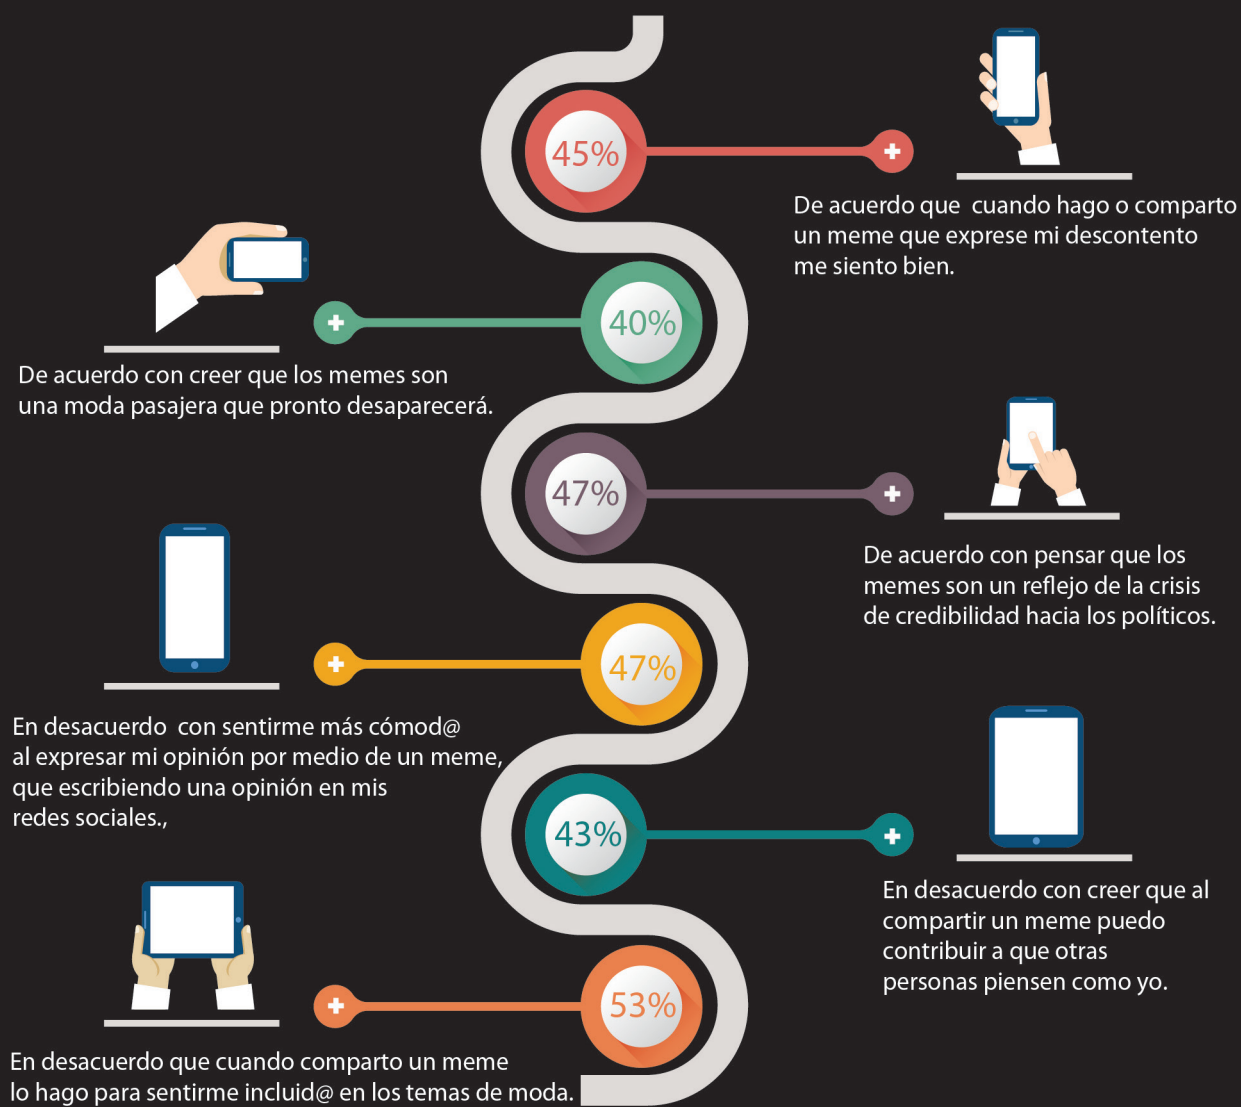 45%
De acuerdo que cuando hago o comparto
un meme que exprese mi descontento
me siento bien.
40%
De acuerdo con creer que los memes son
una moda pasajera que pronto desaparecerá.
47%
De acuerdo con pensar que los
memes son un reflejo de la crisis
de credibilidad hacia los políticos.
47%
En desacuerdo con sentirme más cómod@
al expresar mi opinión por medio de un meme,
que escribiendo una opinión en mis
redes sociales.,
43%
En desacuerdo con creer que al
compartir un meme puedo
contribuir a que otras
personas piensen como yo.
53%
En desacuerdo que cuando comparto un meme
lo hago para sentirme incluid@ en los temas de moda.